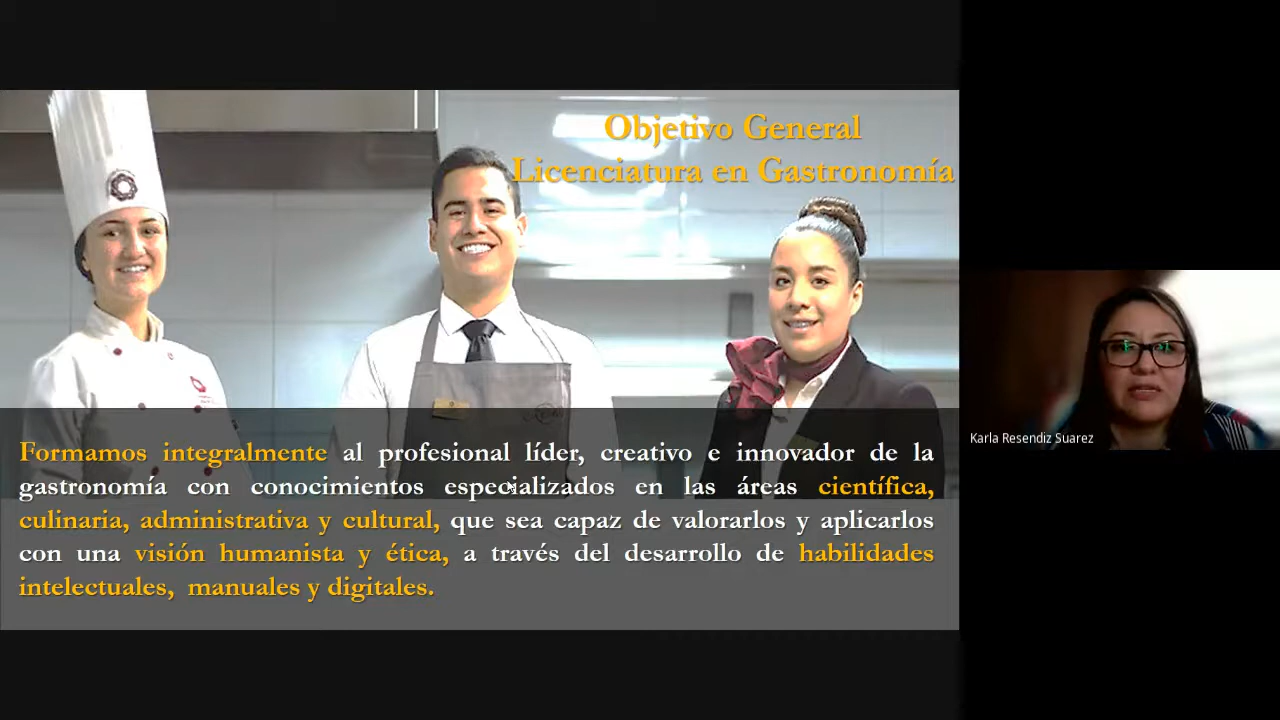 Objetivo General
Licenciatura en Gastronomía
Formamos integralmente al profesional líder, creativo e innovador de la
gastronomía con conocimientos especializados en las áreas científica,
culinaria, administrativa y cultural, que sea capaz de valorarlos y aplicarlos
con una visión humanista y ética, a través del desarrollo de habilidades
intelectuales, manuales y digitales.
Karla Resendiz Suarez